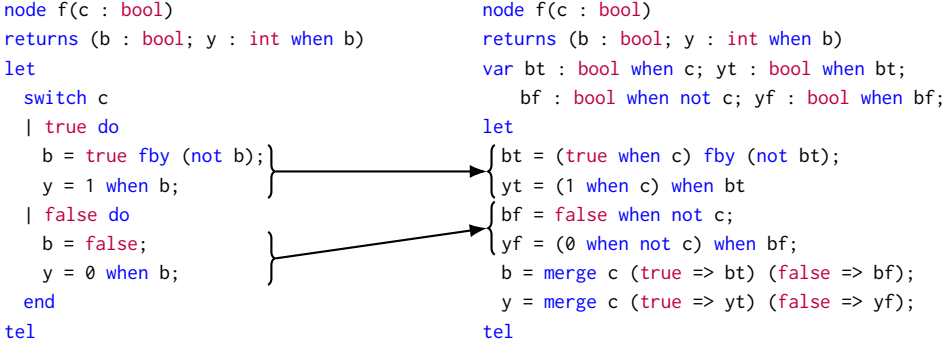 node f(c : bool)
returns (b : bool; y : int when b)
let
  switch c
  | true do
    b = true fby (not b);
    y = 1 when b;
  | false do
    b = false;
    y = 0 when b;
  end
tel
node f(c : bool)
returns (b : bool; y : int when b)
var bt : bool when c; yt : bool when bt;
    bf : bool when not c; yf : bool when bf;
let
  bt = (true when c) fby (not bt);
  yt = (1 when c) when bt
  bf = false when not c;
  yf = (0 when not c) when bf;
  b = merge c (true => bt) (false => bf);
  y = merge c (true => yt) (false => yf);
tel